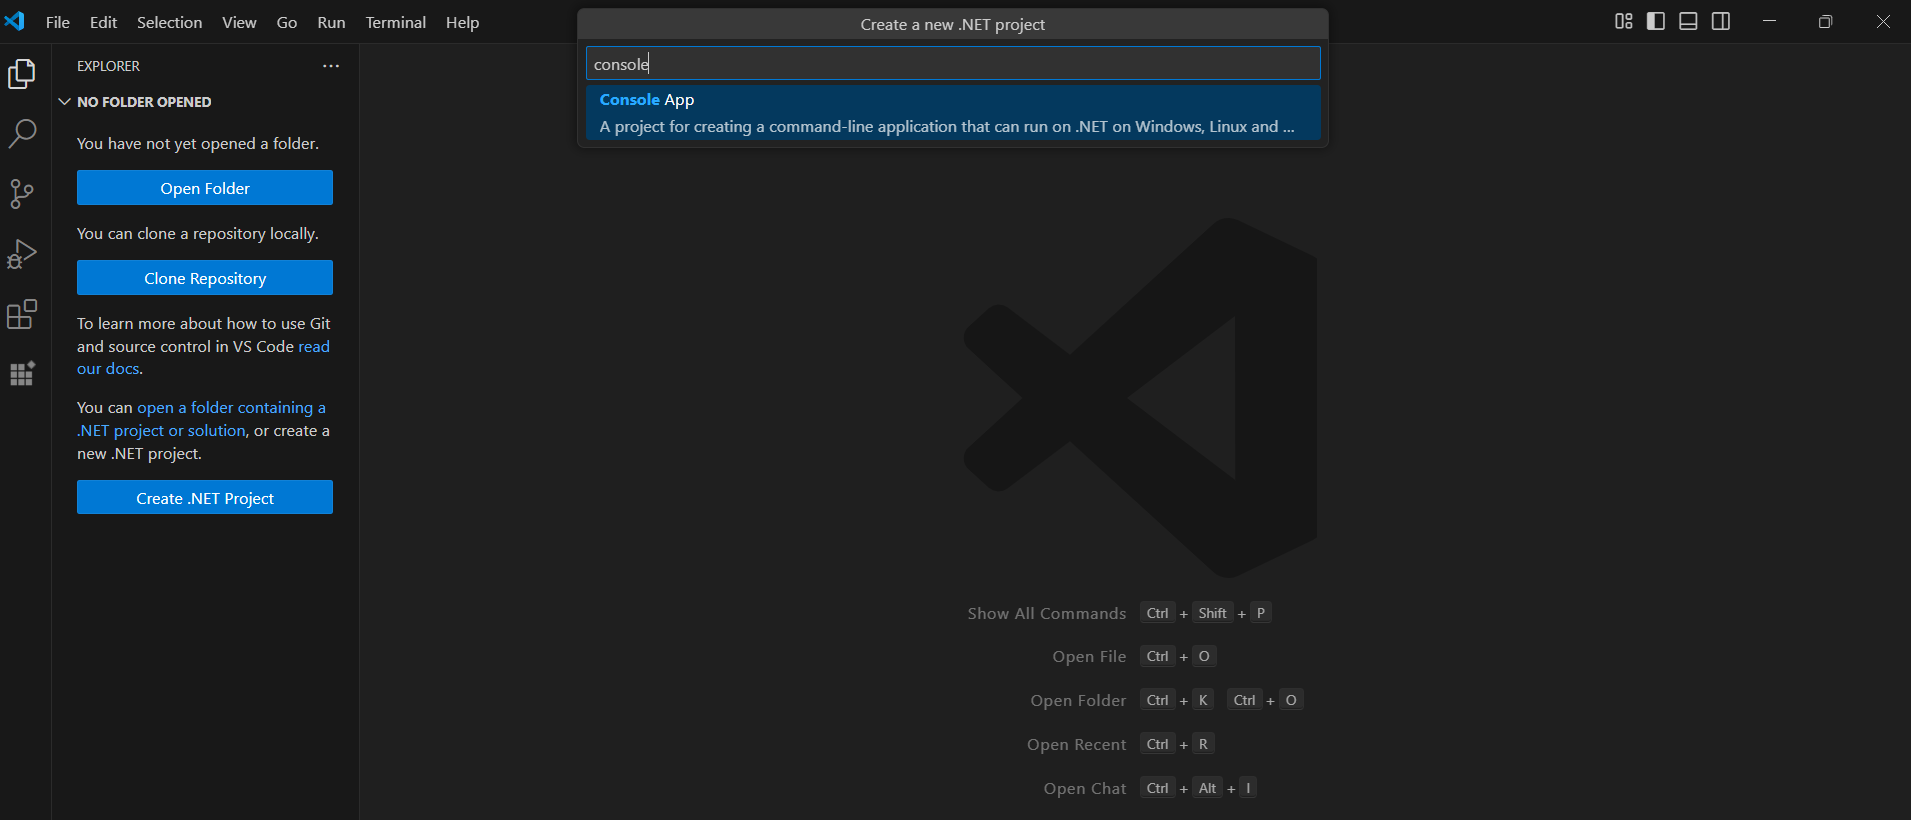 File Edit Selection View Go Run Terminal Help
Create a new .NET project
console
Console App
A project for creating a command-line application that can run on .NET on Windows, Linux and ...
EXPLORER
NO FOLDER OPENED
You have not yet opened a folder.
Open Folder
You can clone a repository locally.
Clone Repository
To learn more about how to use Git
and source control in VS Code read
our docs.
You can open a folder containing a
.NET project or solution, or create a
new .NET project.
Create .NET Project
Show All Commands Ctrl + Shift + P
Open File Ctrl + O
Open Folder Ctrl + K Ctrl + O
Open Recent Ctrl + R
Open Chat Ctrl + Alt + I